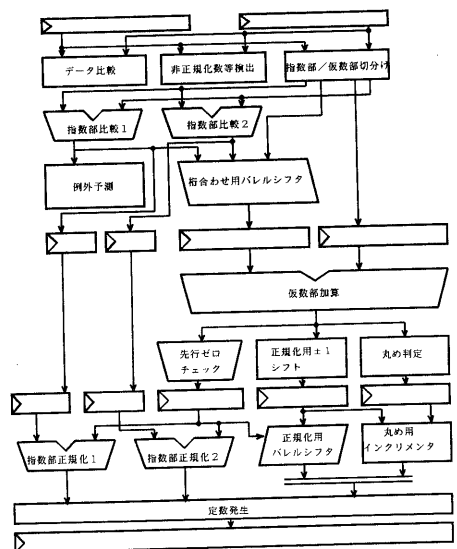 データ比較
非正規化数等検出
指数部／仮数部切分け
指数部比較１
指数部比較２
例外予測
桁合わせ用バレルシフタ
仮数部加算
先行ゼロ
チェック
正規化用±１
シフト
丸め判定
指数部正規化１
指数部正規化２
正規化用
バレルシフタ
丸め用
インクリメンタ
定数発生